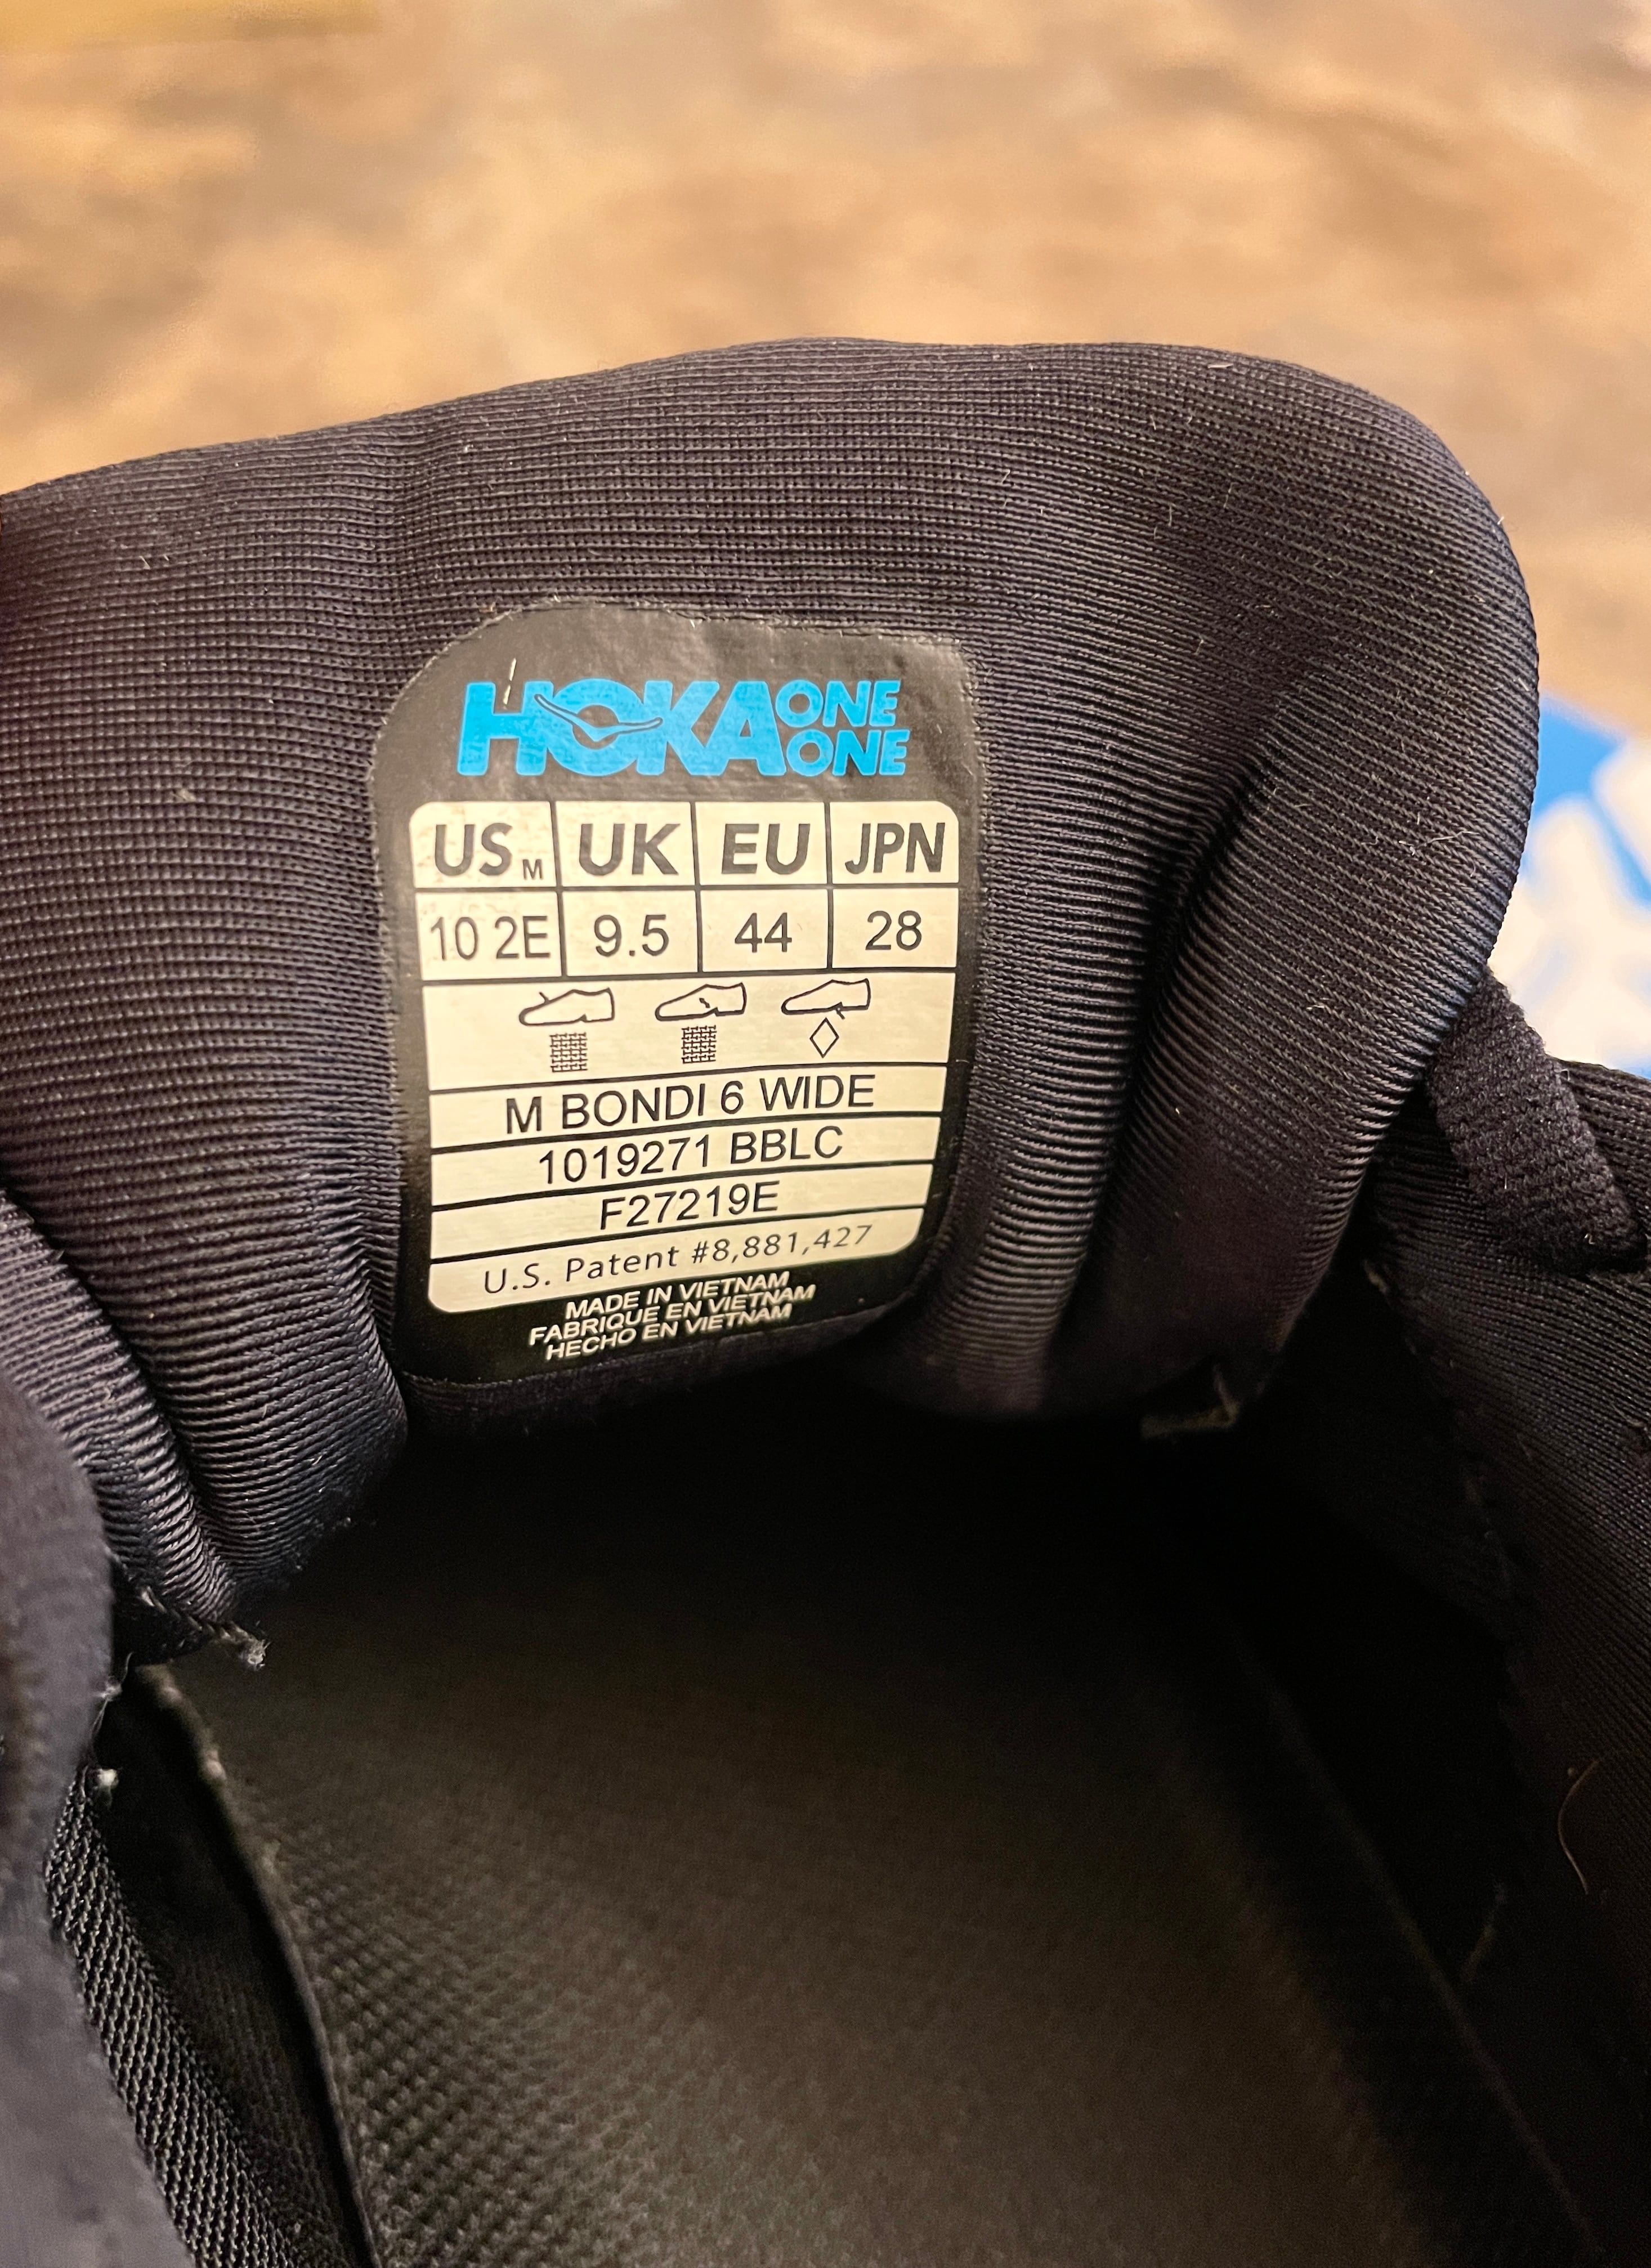 HOKA ONE ONE
US M UK EU JPN
10 2E 9.5 44 28
M BONDI 6 WIDE
1019271 BBLC
F27219E
U.S. Patent #8,881,427
MADE IN VIETNAM
FABRIQUE EN VIETNAM
HECHO EN VIETNAM